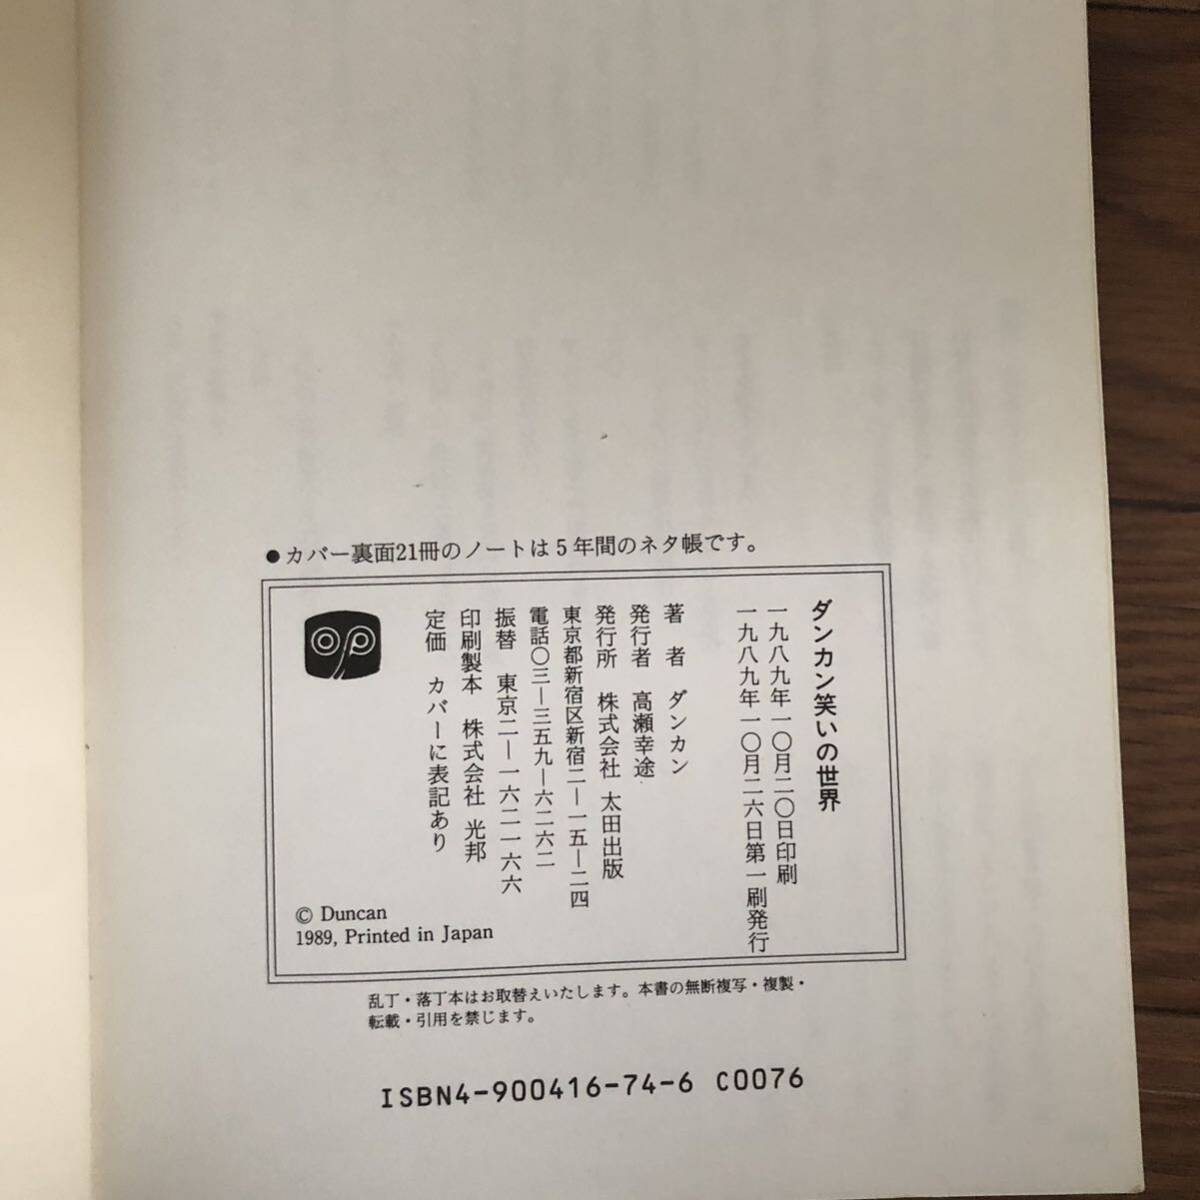 ●カバー裏面21冊のノートは5年間のネタ帳です。
ダンカン笑いの世界
一九八九年一〇月二〇日印刷
一九八九年一〇月二六日第一刷発行
著　者　ダンカン
発行者　高瀬幸途
発行所　株式会社 太田出版
東京都新宿区新宿二―一五―二四
電話〇三―三五九―六二六二
振替　東京二―一六二一六六
印刷製本　株式会社 光邦
定価　カバーに表記あり
© Duncan
1989, Printed in Japan
乱丁・落丁本はお取替えいたします。本書の無断複写・複製・
転載・引用を禁じます。
ISBN4-900416-74-6 C0076